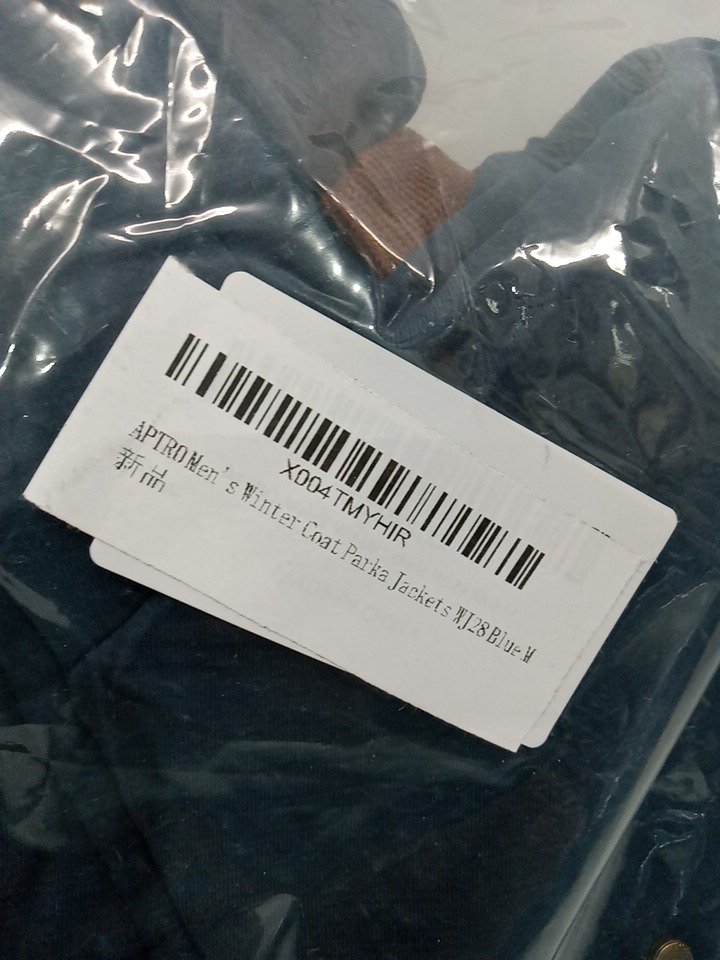 X004TMYHIR
APTRO Men's Winter Coat Parka Jackets WJ28 Blue M
新品